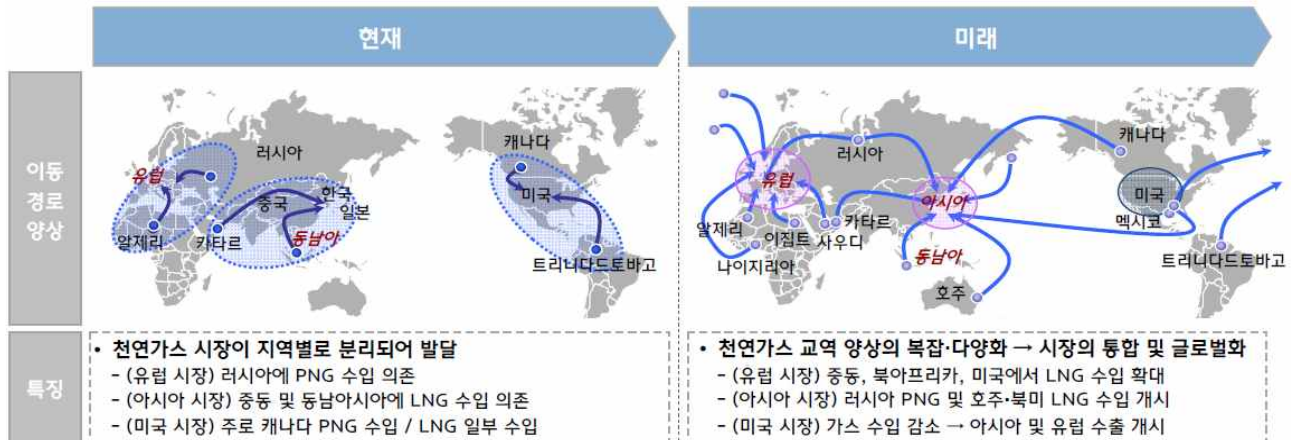 현재
미래
이동
경로
양상
유럽
러시아
중국
한국
일본
알제리
카타르
동남아
캐나다
미국
트리니다드토바고
유럽
러시아
아시아
알제리
이집트
사우디
카타르
나이지리아
동남아
호주
캐나다
미국
멕시코
트리니다드토바고
특징
• 천연가스 시장이 지역별로 분리되어 발달
- (유럽 시장) 러시아에 PNG 수입 의존
- (아시아 시장) 중동 및 동남아시아에 LNG 수입 의존
- (미국 시장) 주로 캐나다 PNG 수입 / LNG 일부 수입
• 천연가스 교역 양상의 복잡·다양화 → 시장의 통합 및 글로벌화
- (유럽 시장) 중동, 북아프리카, 미국에서 LNG 수입 확대
- (아시아 시장) 러시아 PNG 및 호주·북미 LNG 수입 개시
- (미국 시장) 가스 수입 감소 → 아시아 및 유럽 수출 개시